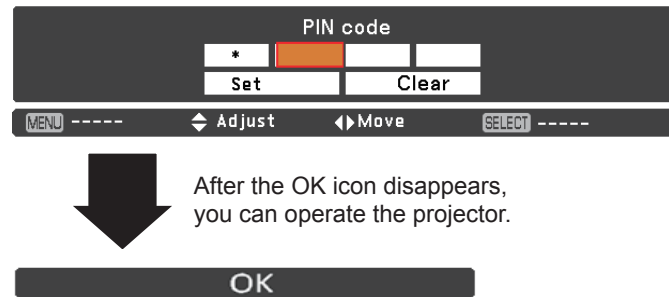 PIN code
*
Set Clear
MENU ----- Adjust Move SELECT -----
After the OK icon disappears,
you can operate the projector.
OK